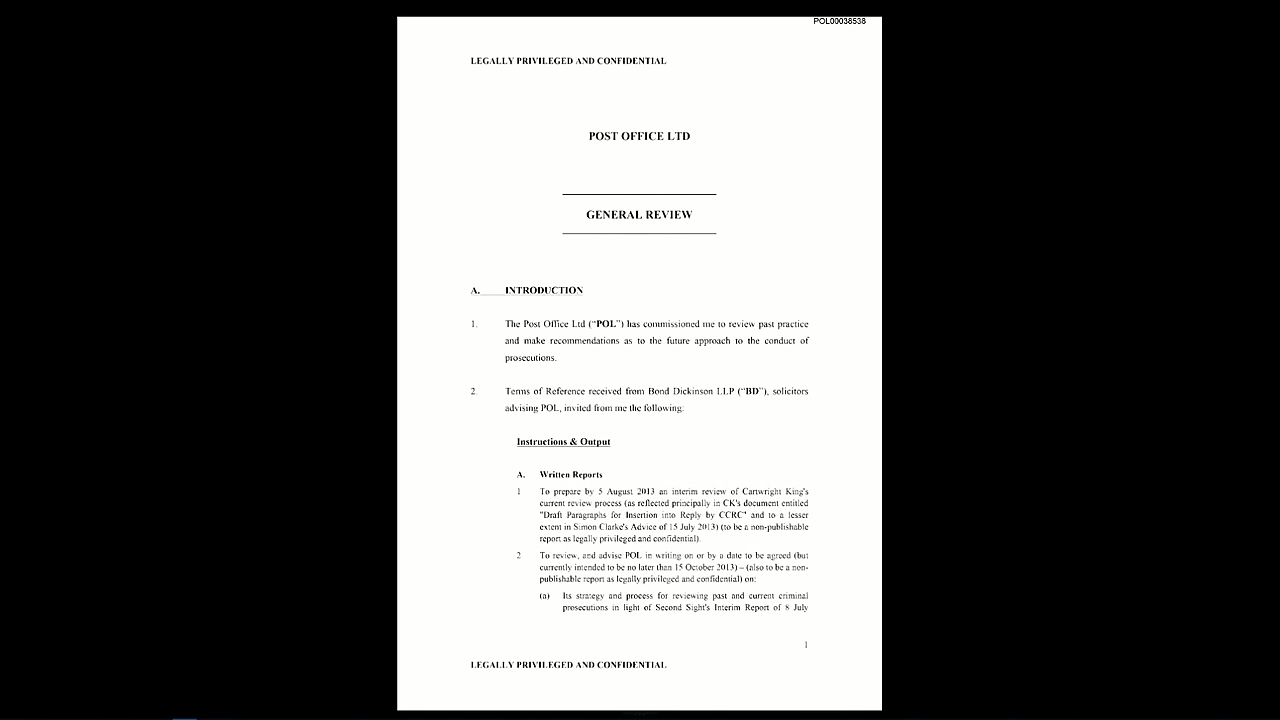 POL00038538
LEGALLY PRIVILEGED AND CONFIDENTIAL
POST OFFICE LTD
GENERAL REVIEW
A. INTRODUCTION
1. The Post Office Ltd (“POL”) has commissioned me to review past practice
and make recommendations as to the future approach to the conduct of
prosecutions.
2. Terms of Reference received from Bond Dickinson LLP (“BD”), solicitors
advising POL, invited from me the following:
Instructions & Output
A. Written Reports
1 To prepare by 5 August 2013 an interim review of Cartwright King's
current review process (as reflected principally in CK's document entitled
"Draft Paragraphs for Insertion into Reply by CCRC" and to a lesser
extent in Simon Clarke's Advice of 15 July 2013) (to be a non-publishable
report as legally privileged and confidential).
2 To review, and advise POL in writing on or by a date to be agreed (but
currently intended to be no later than 15 October 2013) – (also to be a non-
publishable report as legally privileged and confidential) on:
(a) Its strategy and process for reviewing past and current criminal
prosecutions in light of Second Sight's Interim Report of 8 July
1
LEGALLY PRIVILEGED AND CONFIDENTIAL